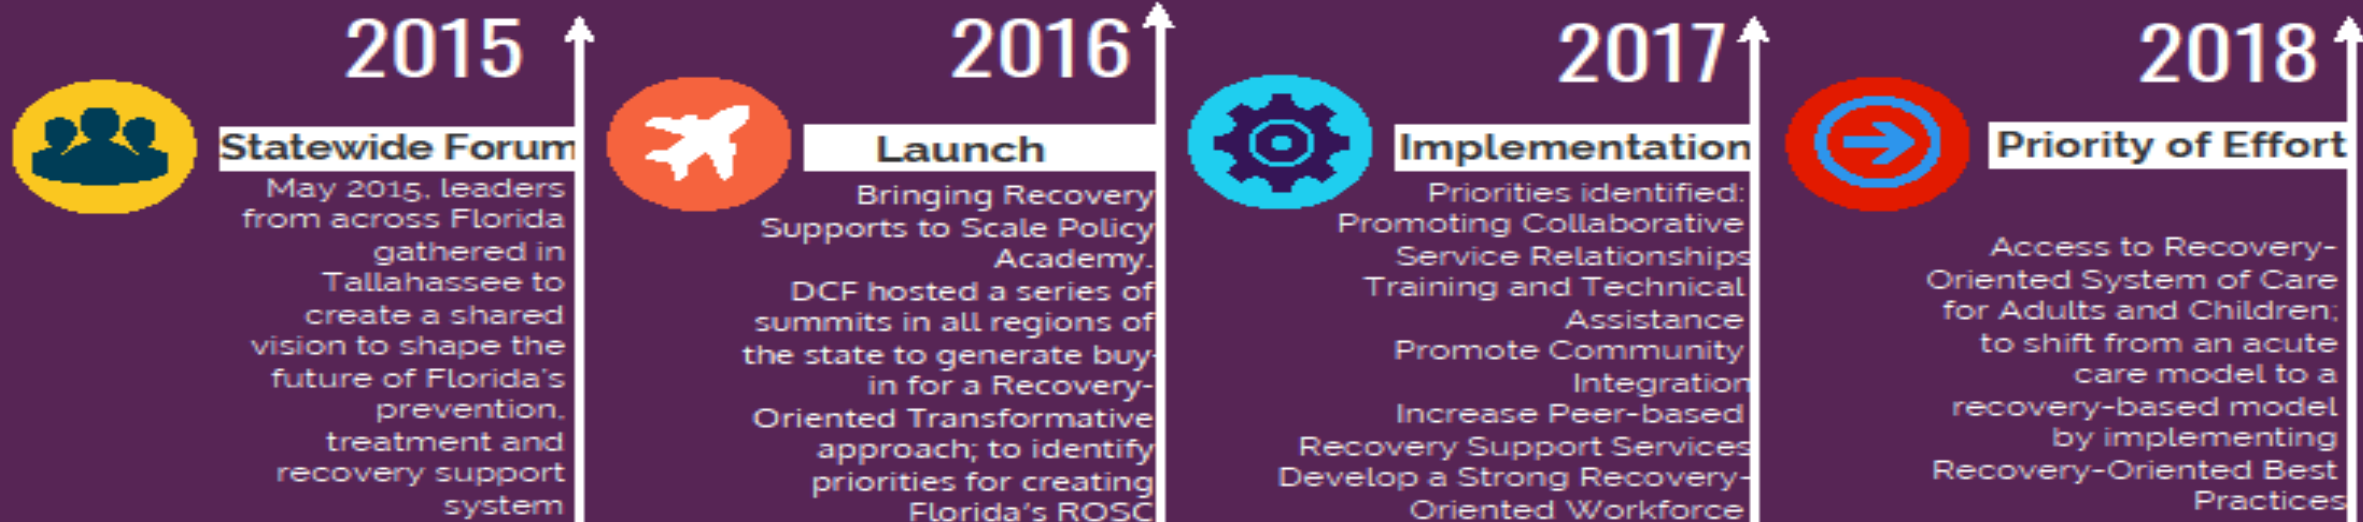 2015
Statewide Forum
May 2015, leaders
from across Florida
gathered in
Tallahassee to
create a shared
vision to shape the
future of Florida's
prevention,
treatment and
recovery support
system
2016
Launch
Bringing Recovery
Supports to Scale Policy
Academy.
DCF hosted a series of
summits in all regions of
the state to generate buy-
in for a Recovery-
Oriented Transformative
approach; to identify
priorities for creating
Florida's ROSC
2017
Implementation
Priorities identified:
Promoting Collaborative
Service Relationships
Training and Technical
Assistance
Promote Community
Integration
Increase Peer-based
Recovery Support Services
Develop a Strong Recovery-
Oriented Workforce
2018
Priority of Effort
Access to Recovery-
Oriented System of Care
for Adults and Children;
to shift from an acute
care model to a
recovery-based model
by implementing
Recovery-Oriented Best
Practices